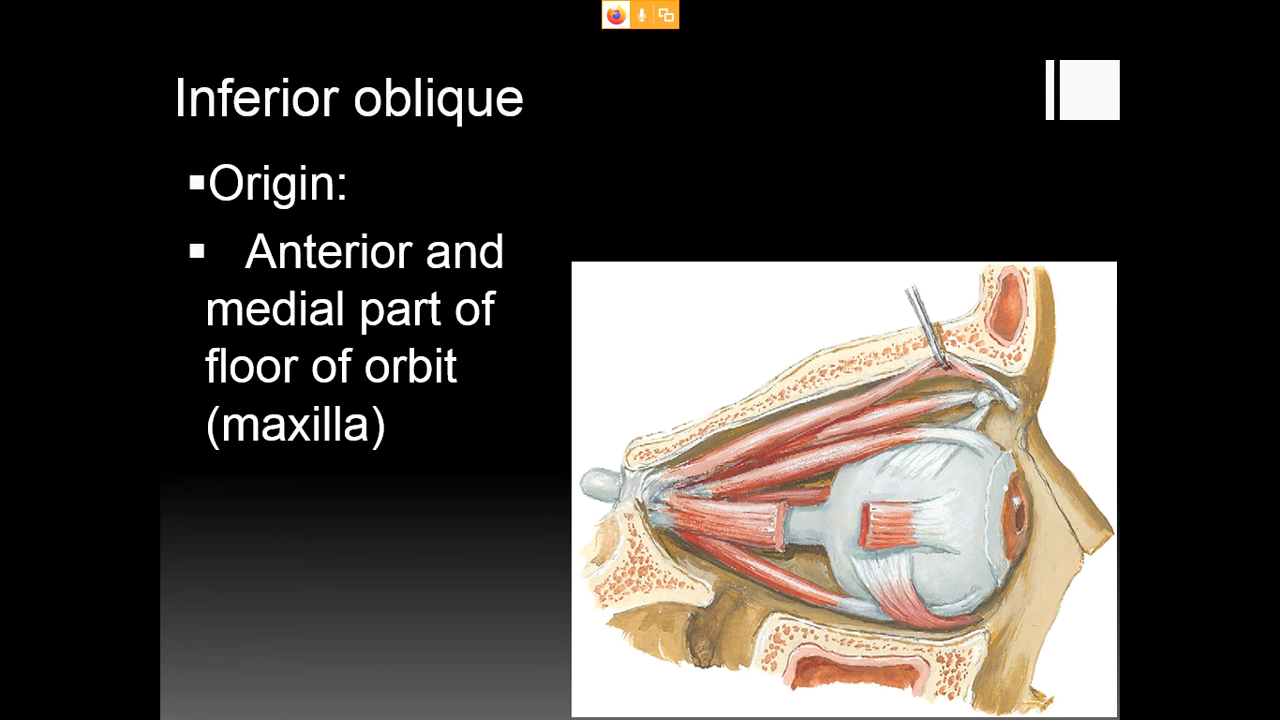 Inferior oblique
▪Origin:
▪ Anterior and
medial part of
floor of orbit
(maxilla)